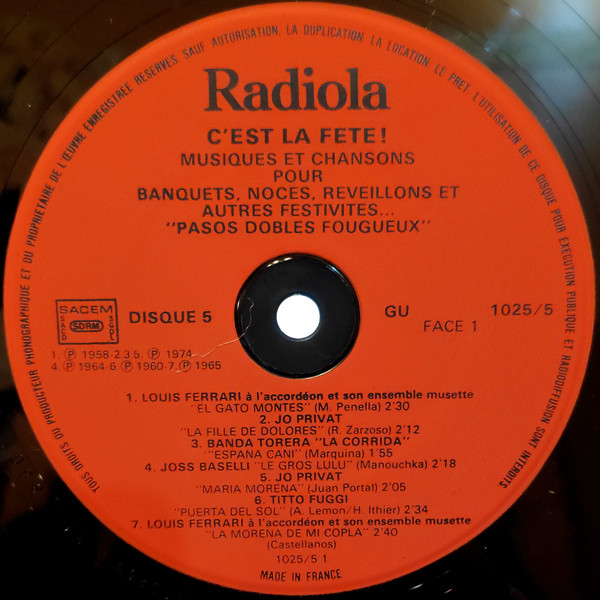 TOUS DROITS DU PRODUCTEUR PHONOGRAPHIQUE ET DU PROPRIETAIRE DE L'ŒUVRE ENREGISTREE RESERVES SAUF AUTORISATION, LA DUPLICATION, LA LOCATION, LE PRET, L'UTILISATION DE CE DISQUE POUR EXECUTION PUBLIQUE ET RADIODIFFUSION SONT INTERDITS
Radiola
C'EST LA FETE!
MUSIQUES ET CHANSONS
POUR
BANQUETS, NOCES, REVEILLONS ET
AUTRES FESTIVITES...
"PASOS DOBLES FOUGUEUX"
SACEM
SACD SDRM SGDL
DISQUE 5
GU 1025/5
FACE 1
1. Ⓟ 1958-2.3.5. Ⓟ 1974
4. Ⓟ 1964-6 Ⓟ 1960-7. Ⓟ 1965
1. LOUIS FERRARI à l'accordéon et son ensemble musette
"EL GATO MONTES" (M. Penella) 2'30
2. JO PRIVAT
"LA FILLE DE DOLORES" (R. Zarzoso) 2'12
3. BANDA TORERA "LA CORRIDA"
"ESPANA CANI" (Marquina) 1'55
4. JOSS BASELLI "LE GROS LULU" (Manouchka) 2'18
5. JO PRIVAT
"MARIA MORENA" (Juan Portal) 2'05
6. TITTO FUGGI
"PUERTA DEL SOL" (A. Lemon/H. Ithier) 2'34
7. LOUIS FERRARI à l'accordéon et son ensemble musette
"LA MORENA DE MI COPLA" 2'40
(Castellanos)
1025/5 1
MADE IN FRANCE